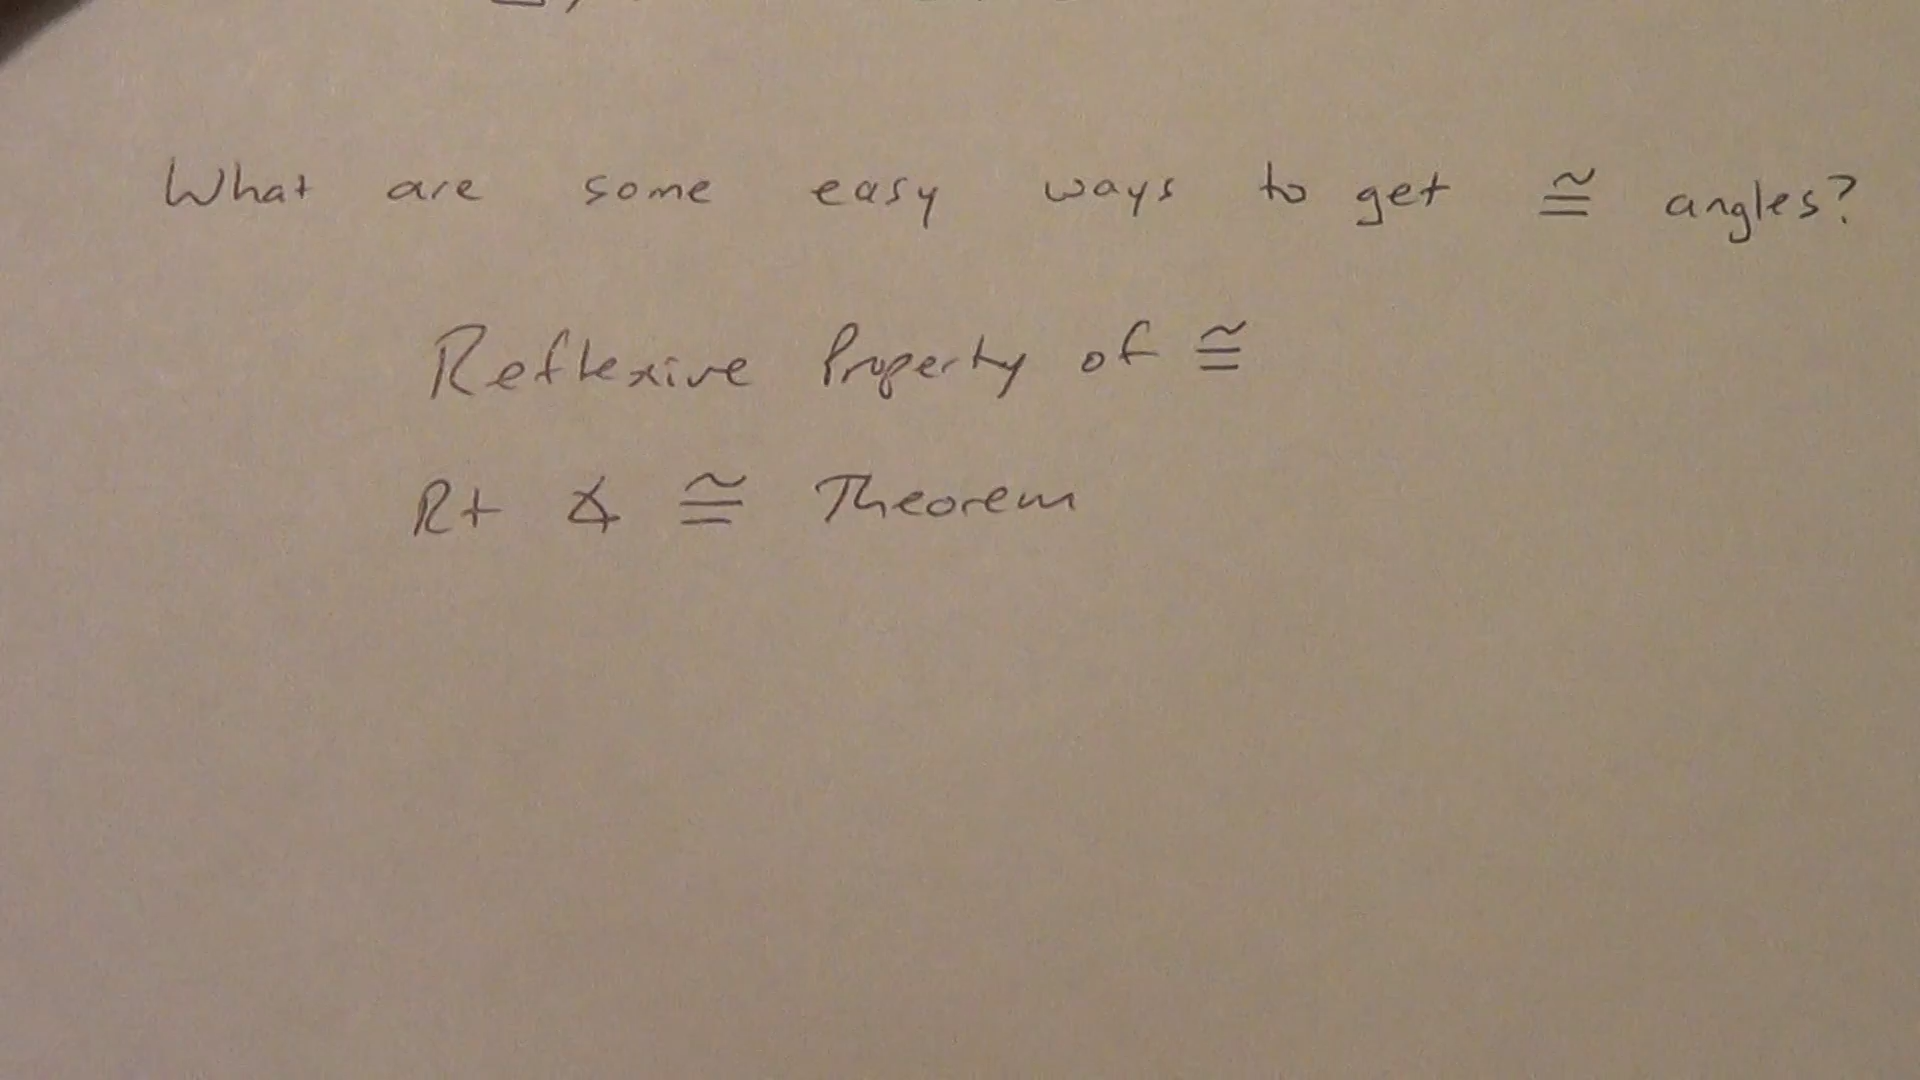 What are some easy ways to get ≅ angles?
Reflexive Property of ≅
Rt ∡ ≅ Theorem